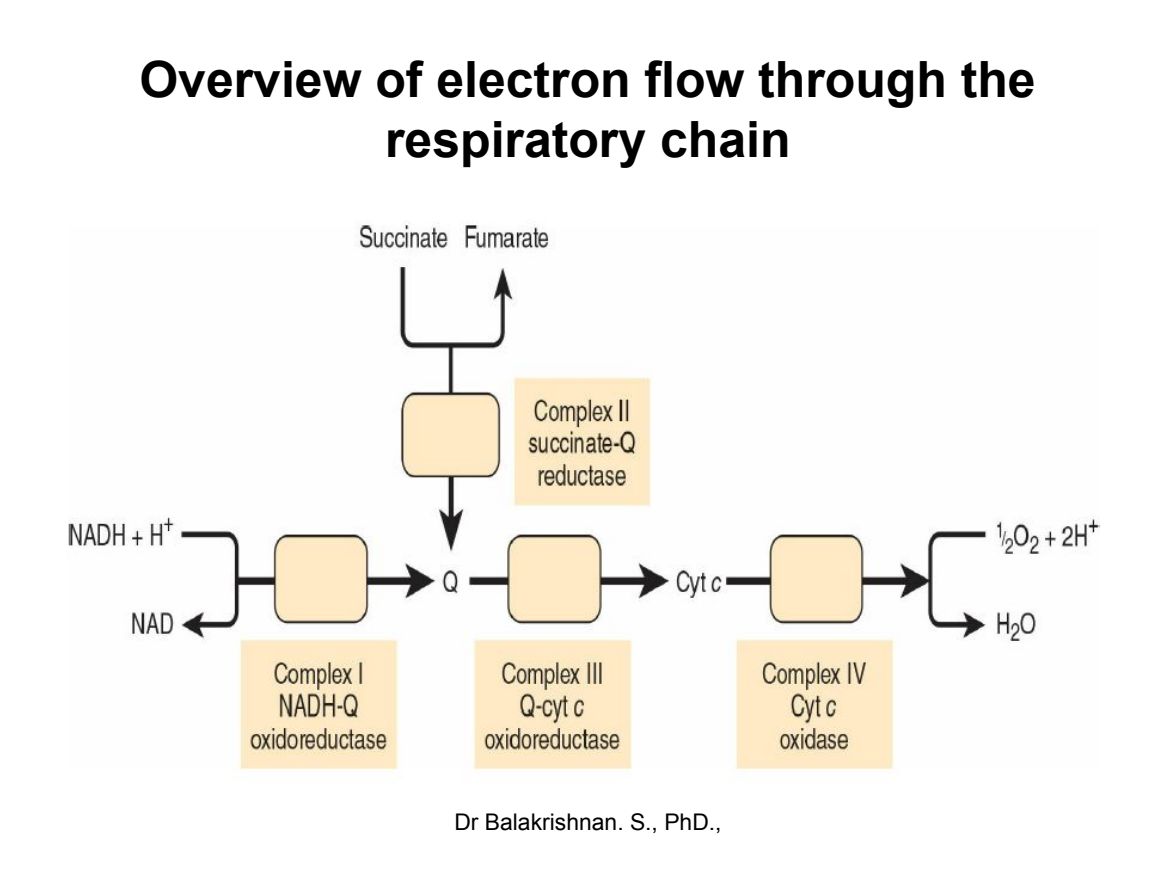 Overview of electron flow through the
respiratory chain
Succinate Fumarate
Complex II
succinate-Q
reductase
NADH + H⁺
NAD
Q
Cyt c
½O₂ + 2H⁺
H₂O
Complex I
NADH-Q
oxidoreductase
Complex III
Q-cyt c
oxidoreductase
Complex IV
Cyt c
oxidase
Dr Balakrishnan. S., PhD.,